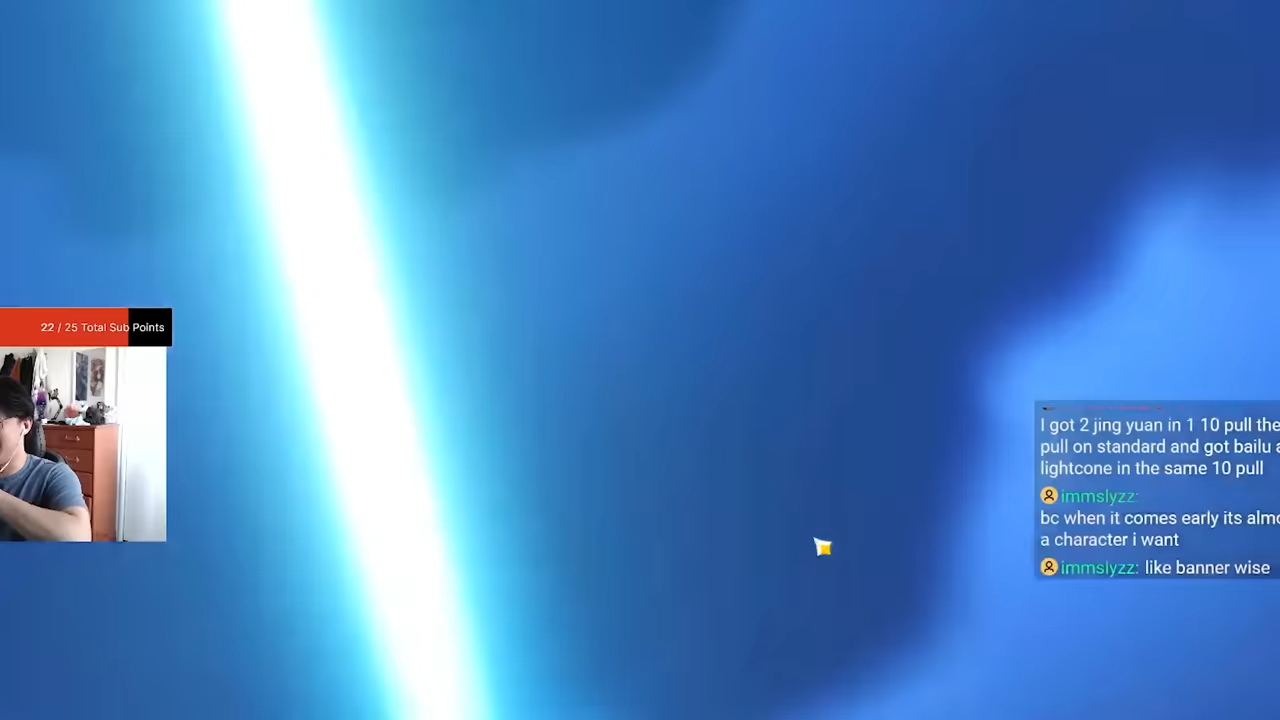 22 / 25 Total Sub Points
I got 2 jing yuan in 1 10 pull the
pull on standard and got bailu a
lightcone in the same 10 pull
immslyzz:
bc when it comes early its almo
a character i want
immslyzz: like banner wise